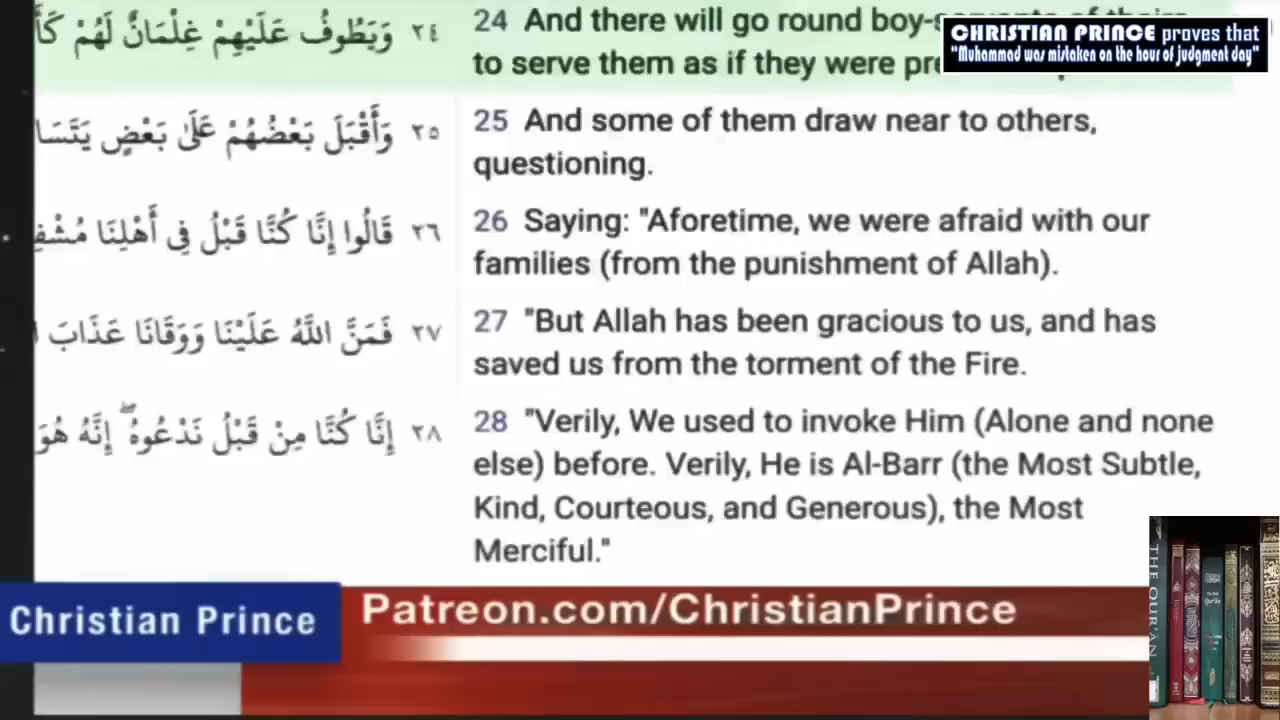 ٢٤ وَيَطُوفُ عَلَيْهِمْ غِلْمَانٌ لَهُمْ
24 And there will go round
to serve them as if they were
CHRISTIAN PRINCE proves that
"Muhammad was mistaken on the hour of judgment day"
٢٥ وَأَقْبَلَ بَعْضُهُمْ عَلَىٰ بَعْضٍ
25 And some of them draw near to others,
questioning.
٢٦ قَالُوا إِنَّا كُنَّا قَبْلُ فِي أَهْلِنَا
26 Saying: "Aforetime, we were afraid with our
families (from the punishment of Allah).
٢٧ فَمَنَّ اللَّهُ عَلَيْنَا وَوَقَانَا عَذَابَ
27 "But Allah has been gracious to us, and has
saved us from the torment of the Fire.
٢٨ إِنَّا كُنَّا مِنْ قَبْلُ نَدْعُوهُ ۖ إِنَّهُ هُوَ
28 "Verily, We used to invoke Him (Alone and none
else) before. Verily, He is Al-Barr (the Most Subtle,
Kind, Courteous, and Generous), the Most
Merciful."
Christian Prince
Patreon.com/ChristianPrince
THE QUR'AN